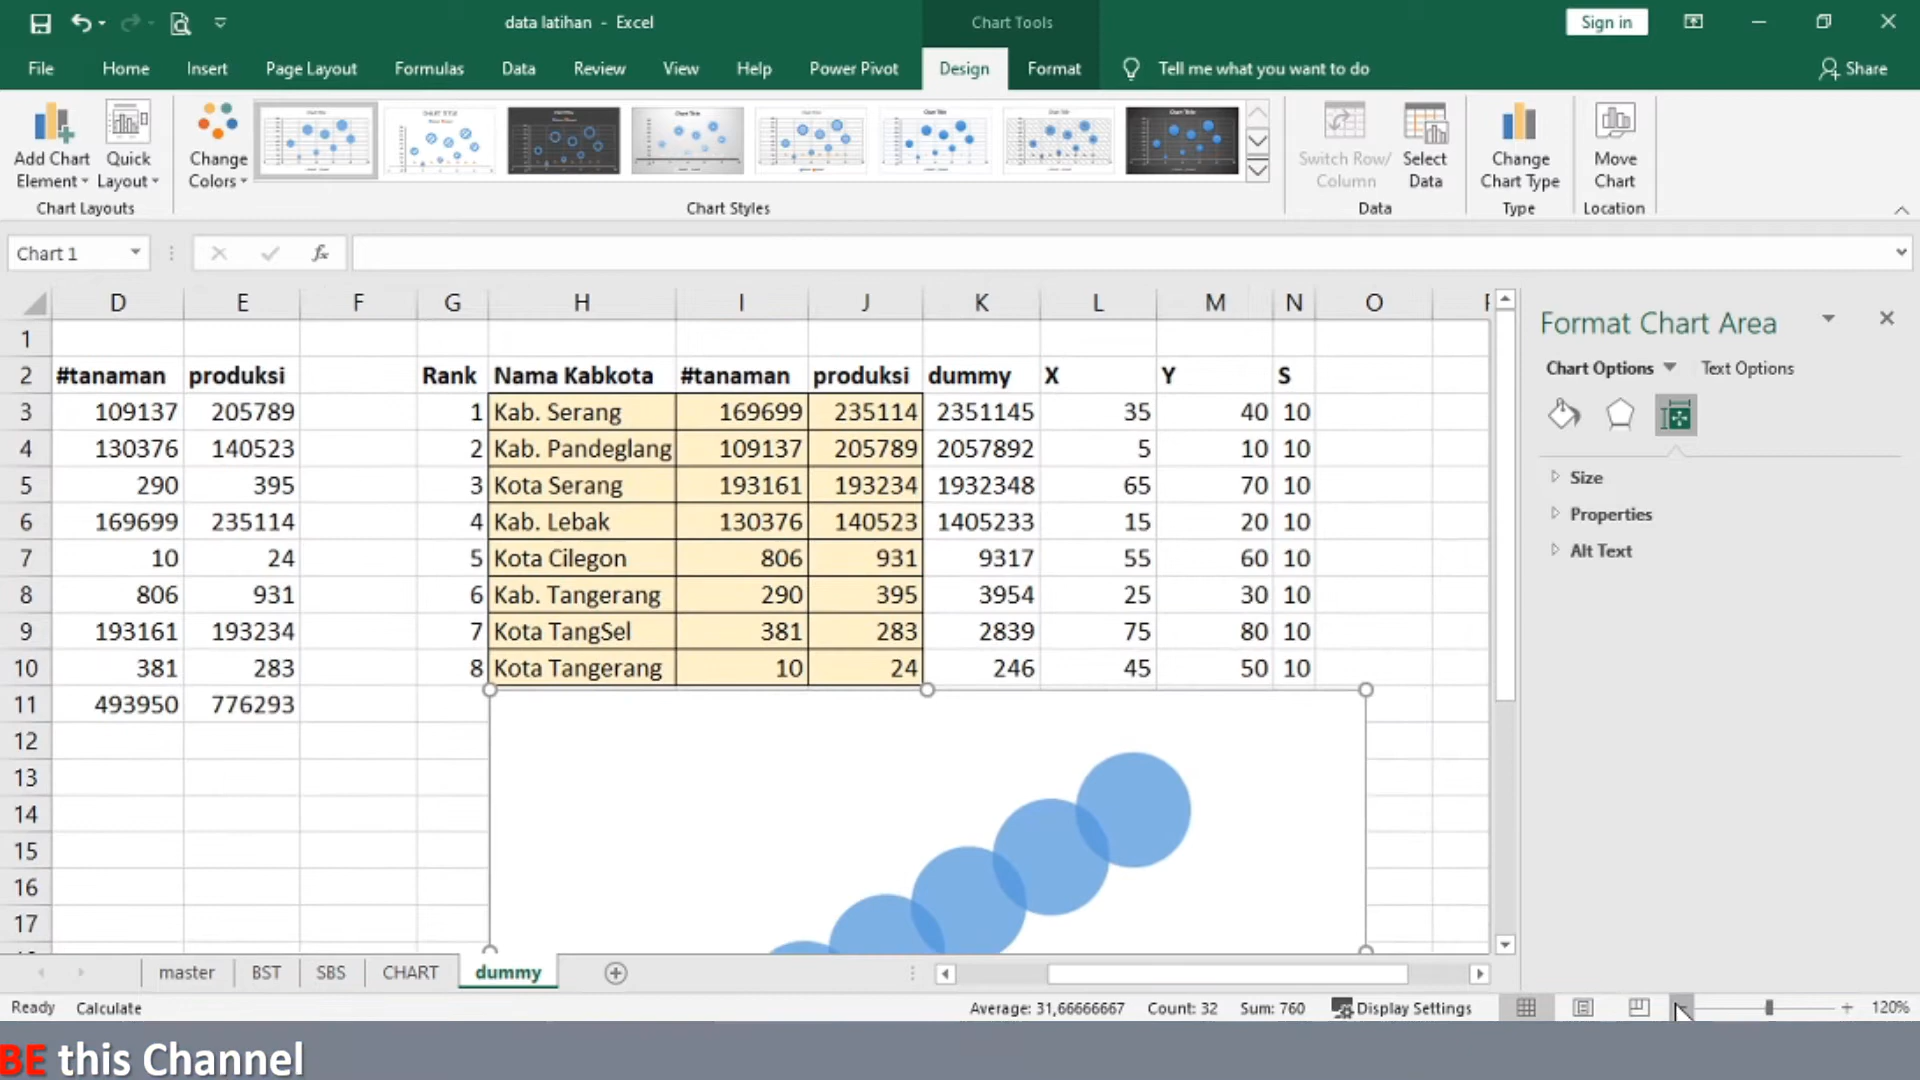 data latihan - Excel
Chart Tools
Sign in
File Home Insert Page Layout Formulas Data Review View Help Power Pivot Design Format Tell me what you want to do Share
Add Chart Element
Quick Layout
Change Colors
Switch Row/ Column
Select Data
Change Chart Type
Move Chart
Chart Layouts Chart Styles Data Type Location
Chart 1
fx
D E F G H I J K L M N O
1
2 #tanaman produksi Rank Nama Kabkota #tanaman produksi dummy X Y S
3 109137 205789 1 Kab. Serang 169699 235114 2351145 35 40 10
4 130376 140523 2 Kab. Pandeglang 109137 205789 2057892 5 10 10
5 290 395 3 Kota Serang 193161 193234 1932348 65 70 10
6 169699 235114 4 Kab. Lebak 130376 140523 1405233 15 20 10
7 10 24 5 Kota Cilegon 806 931 9317 55 60 10
8 806 931 6 Kab. Tangerang 290 395 3954 25 30 10
9 193161 193234 7 Kota TangSel 381 283 2839 75 80 10
10 381 283 8 Kota Tangerang 10 24 246 45 50 10
11 493950 776293
12
13
14
15
16
17
Format Chart Area
Chart Options Text Options
Size
Properties
Alt Text
master BST SBS CHART dummy
Ready Calculate Average: 31,66666667 Count: 32 Sum: 760 Display Settings 120%
BE this Channel